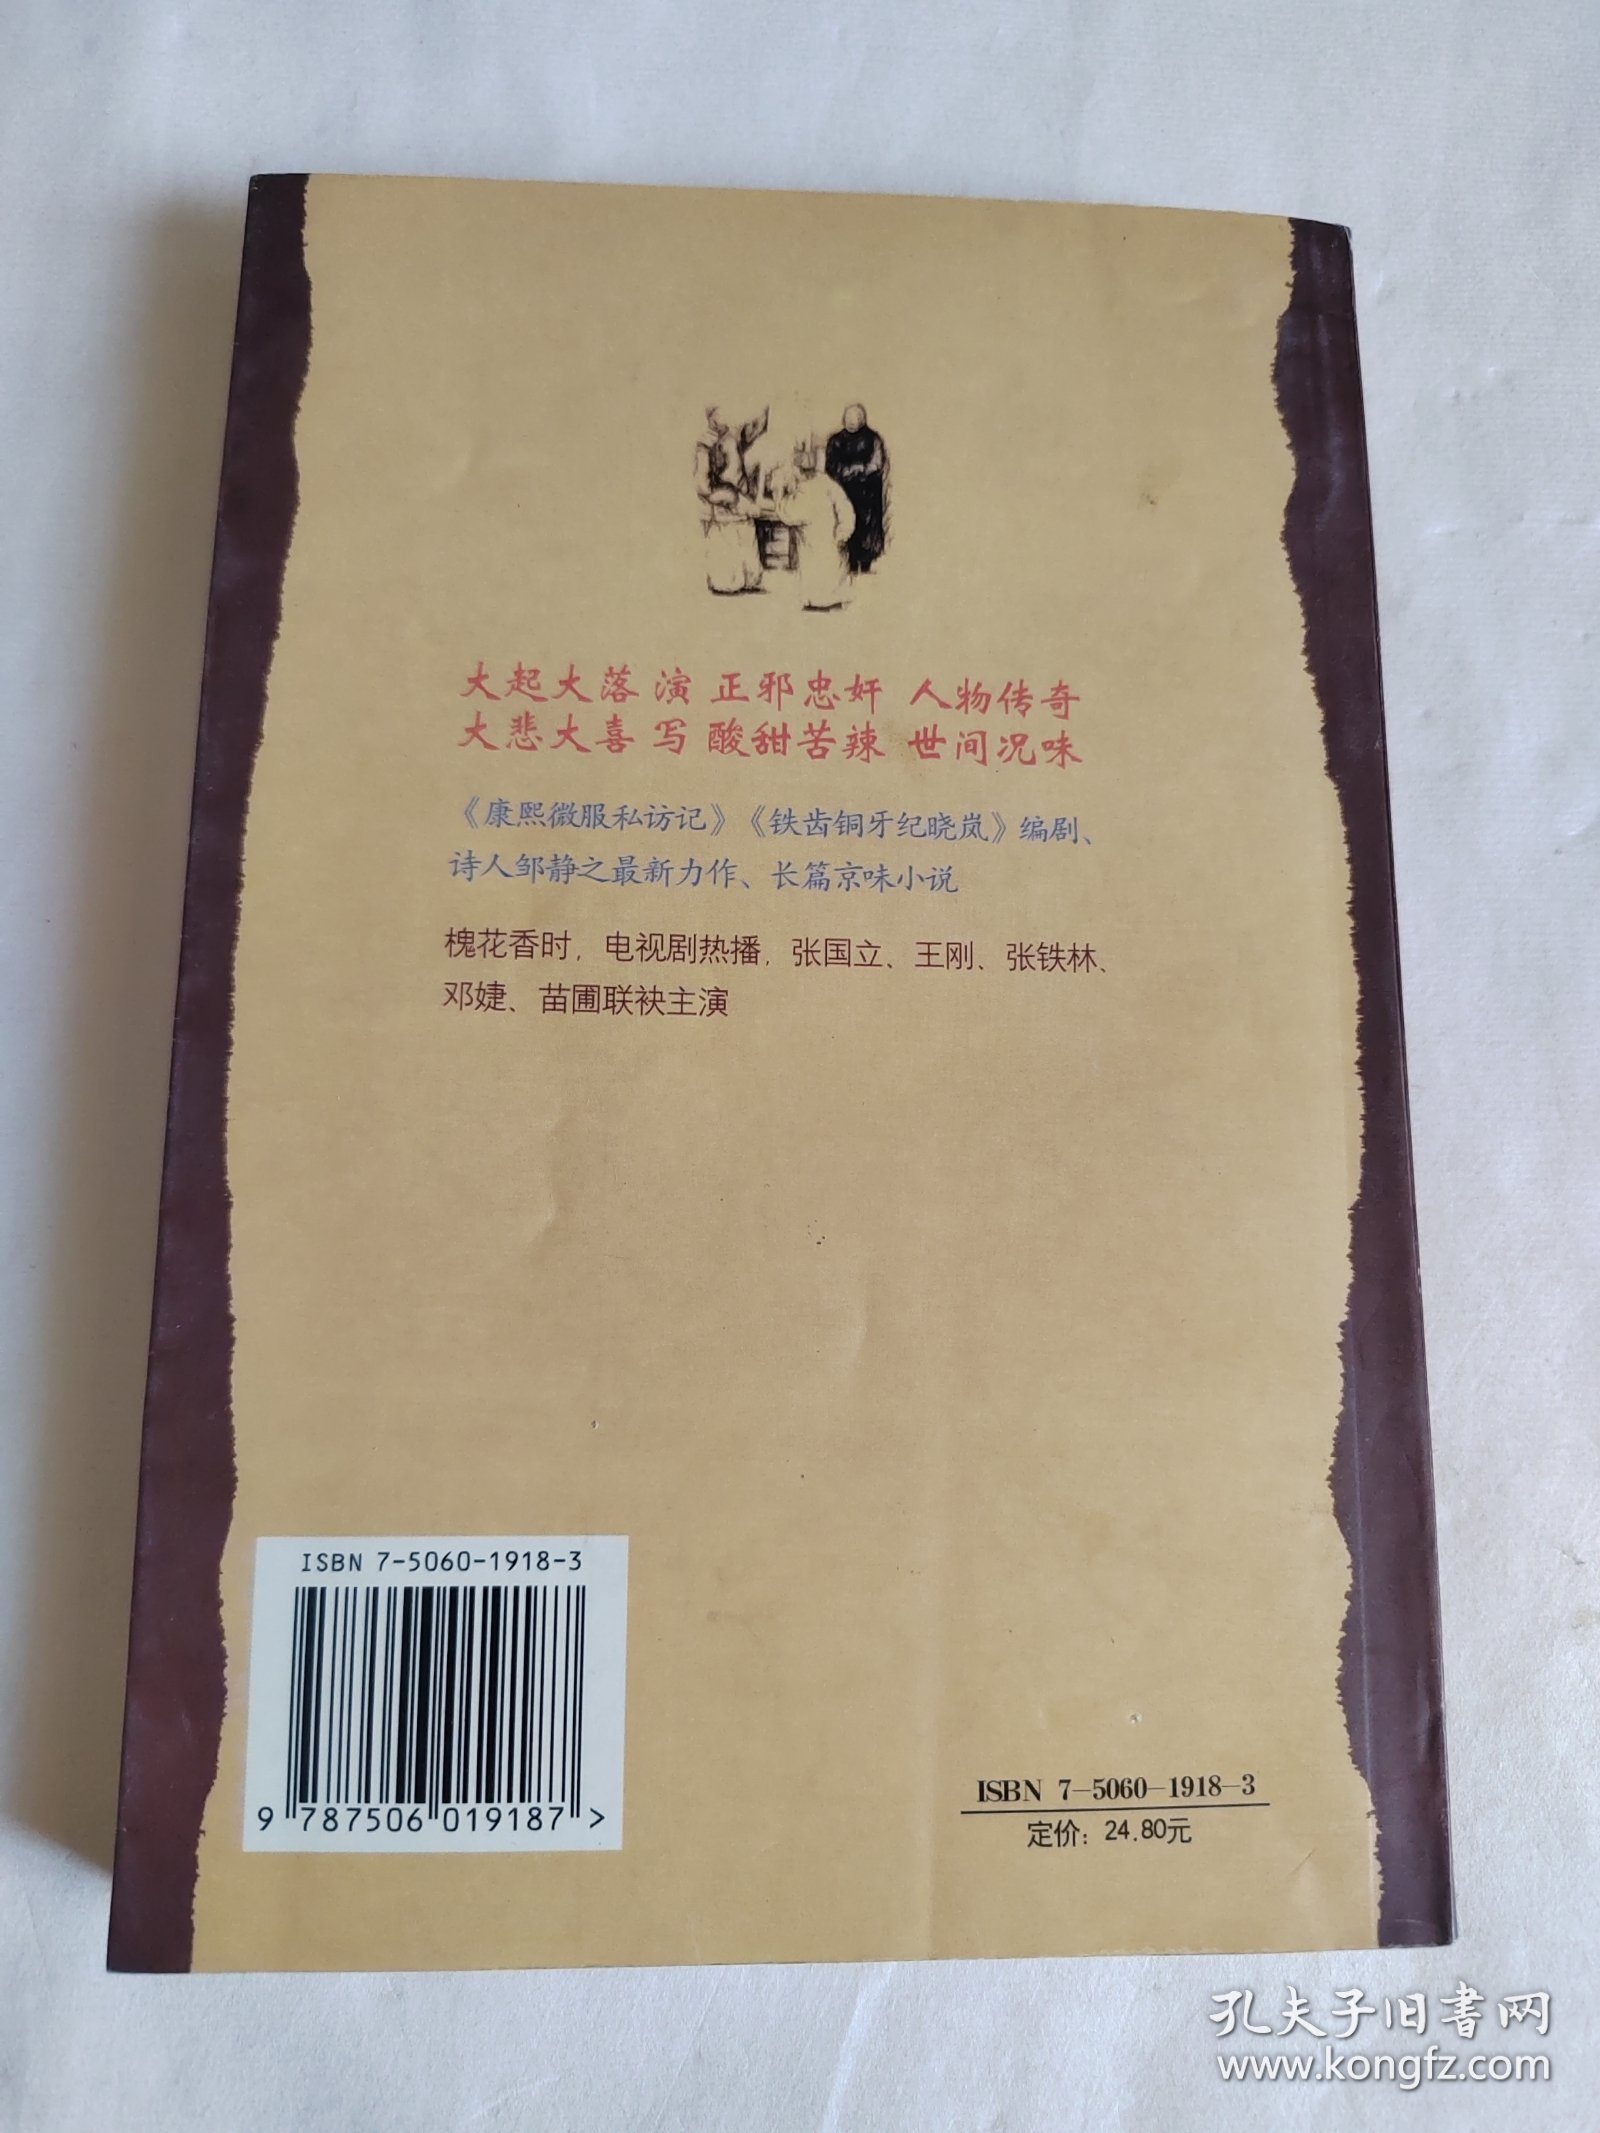 大起大落 演 正邪忠奸 人物传奇
大悲大喜 写 酸甜苦辣 世间况味
《康熙微服私访记》《铁齿铜牙纪晓岚》编剧、
诗人邹静之最新力作、长篇京味小说
槐花香时，电视剧热播，张国立、王刚、张铁林、
邓婕、苗圃联袂主演
ISBN 7-5060-1918-3
9 787506 019187 >
ISBN 7-5060-1918-3
定价：24.80元
孔夫子旧书网
www.kongfz.com